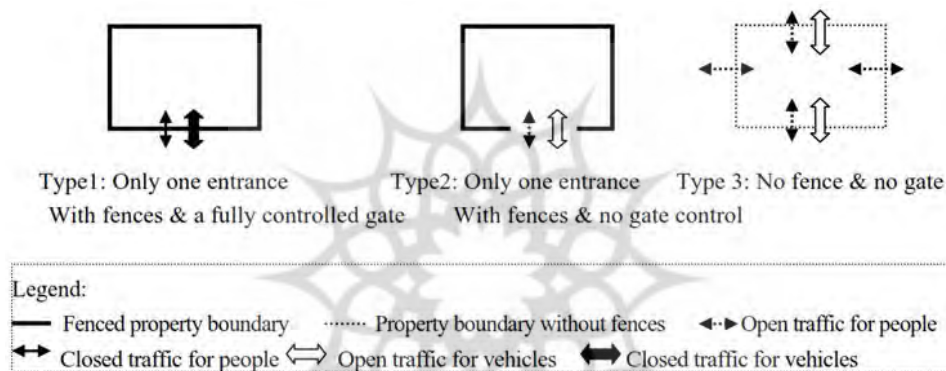 Type1: Only one entrance
With fences & a fully controlled gate
Type2: Only one entrance
With fences & no gate control
Type 3: No fence & no gate
Legend:
Fenced property boundary Property boundary without fences Open traffic for people
Closed traffic for people Open traffic for vehicles Closed traffic for vehicles